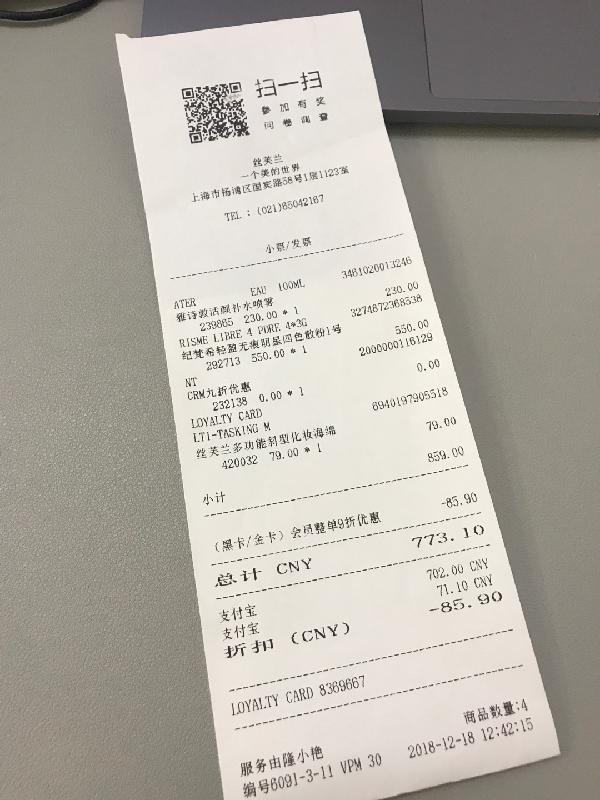 扫一扫
参加有奖
问卷调查
丝芙兰
一个美的世界
上海市杨浦区国宾路58号1层1123室
TEL : (021)65042167
小票/发票
ATER EAU 100ML 3461020013246
雅诗敦活颜补水喷雾 230.00
239865 230.00 * 1
RISME LIBRE 4 PDRE 4*3G 3274872368538
纪梵希轻盈无痕明星四色散粉1号 550.00
292713 550.00 * 1
NT 2000000116129
CRM九折优惠 0.00
232138 0.00 * 1
LOYALTY CARD
LTI-TASKING M 6940197905518
丝芙兰多功能斜型化妆海绵 79.00
420032 79.00 * 1
小计 859.00
(黑卡/金卡) 会员整单9折优惠 -85.90
总计 CNY 773.10
支付宝 702.00 CNY
支付宝 71.10 CNY
折扣 (CNY) -85.90
LOYALTY CARD 8369667
商品数量;4
服务由隆小艳
编号6091-3-11 VPM 30 2018-12-18 12:42:15